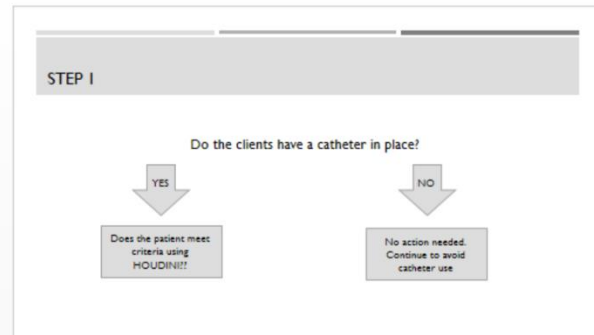 STEP I
Do the clients have a catheter in place?
YES
NO
Does the patient meet
criteria using
HOUDINI??
No action needed.
Continue to avoid
catheter use